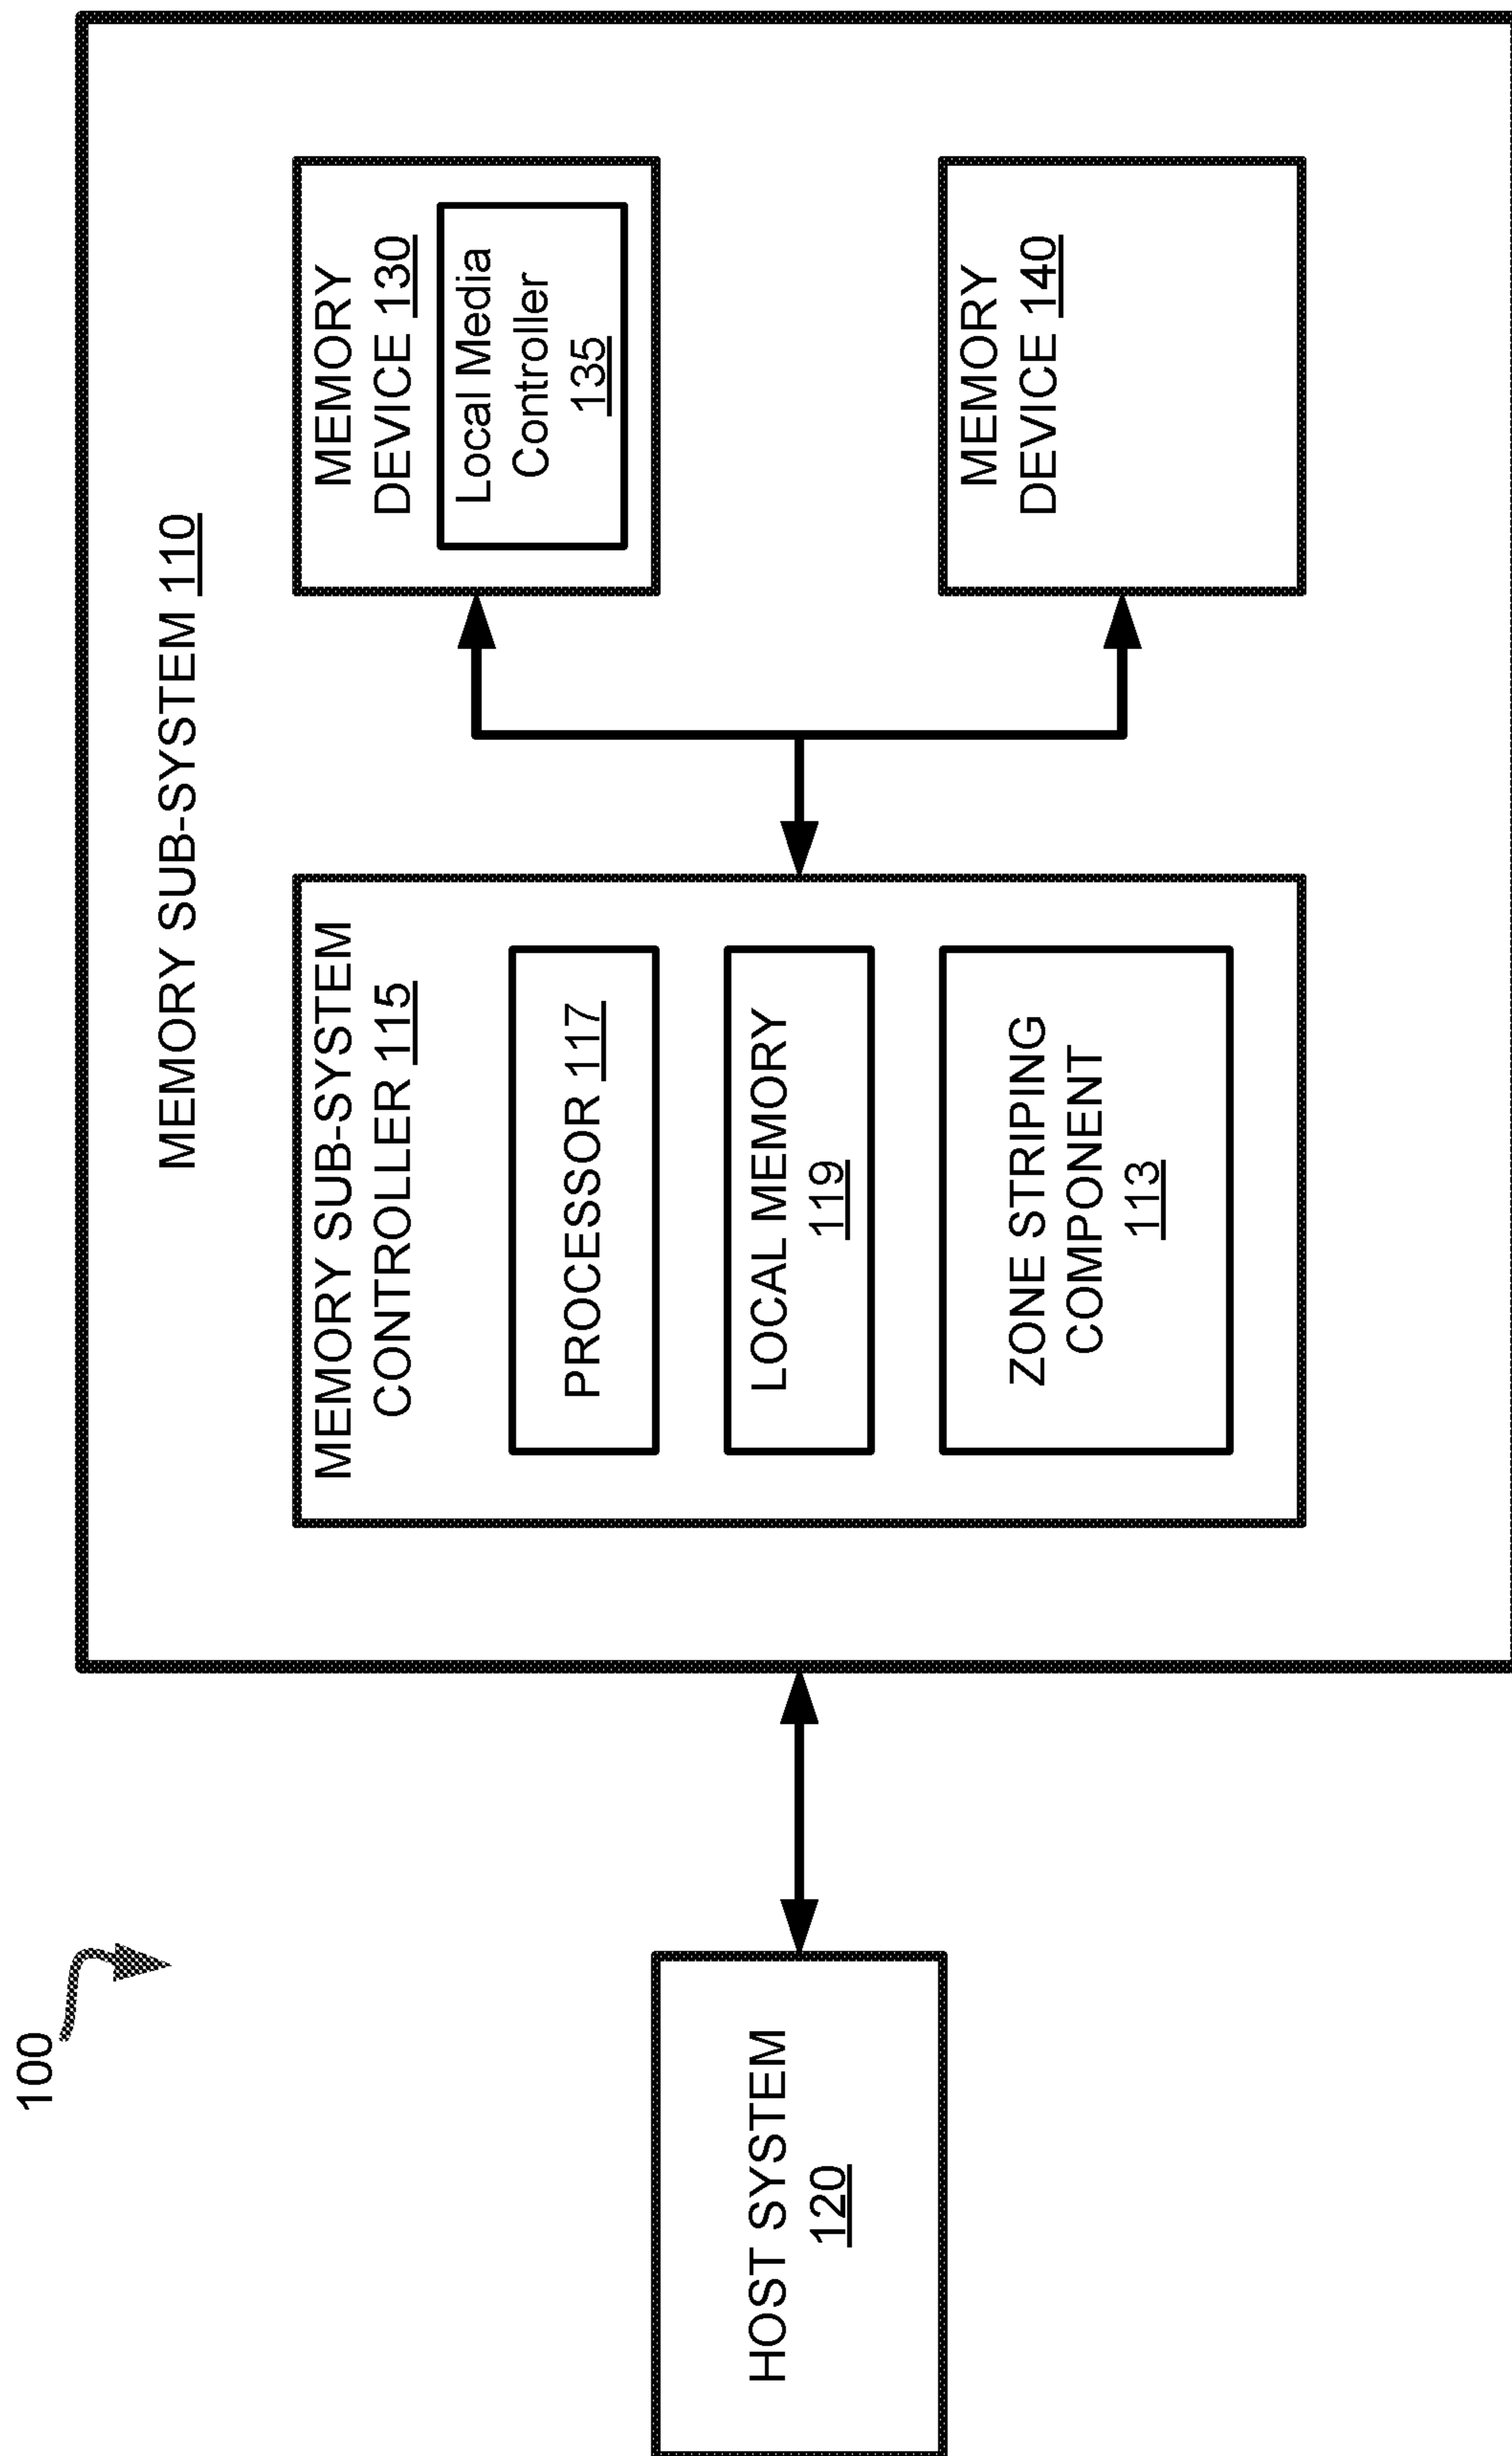 100
MEMORY SUB-SYSTEM 110
HOST SYSTEM
120
MEMORY SUB-SYSTEM
CONTROLLER 115
PROCESSOR 117
LOCAL MEMORY
119
ZONE STRIPING
COMPONENT
113
MEMORY
DEVICE 130
Local Media
Controller
135
MEMORY
DEVICE 140